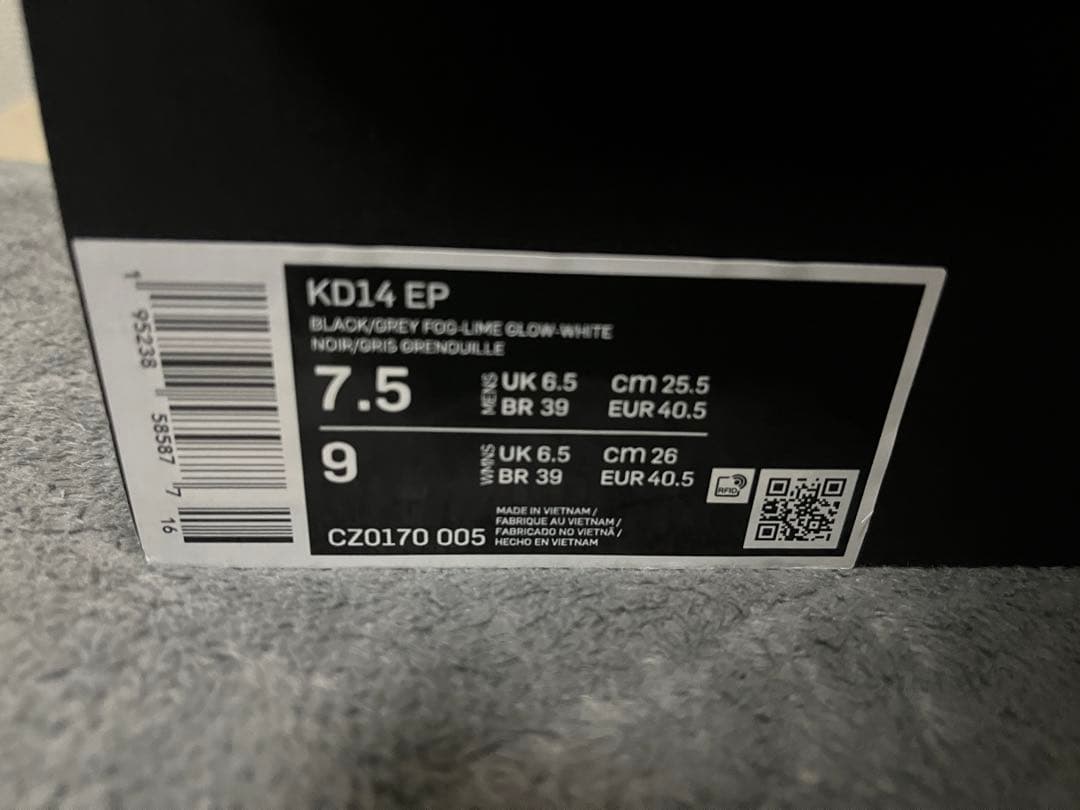 KD14 EP
BLACK/GREY FOG-LIME GLOW-WHITE
NOIR/GRIS GRENOUILLE
7.5 MENS UK 6.5 cm 25.5
BR 39 EUR 40.5
9 WMNS UK 6.5 cm 26
BR 39 EUR 40.5
RFID
CZ0170 005
MADE IN VIETNAM /
FABRIQUE AU VIETNAM /
FABRICADO NO VIETNÃ /
HECHO EN VIETNAM
1 95238 58587 7 16